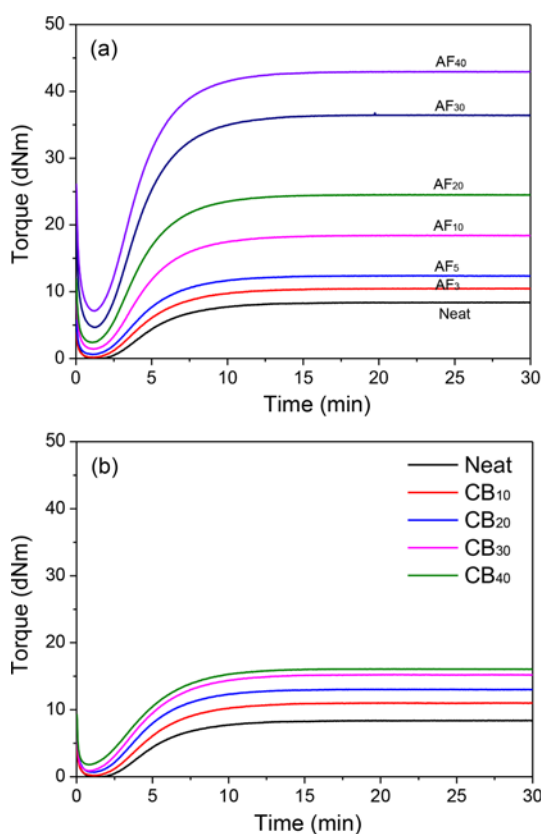 (a)
50
40
30
20
10
0
Torque (dNm)
AF40
AF30
AF20
AF10
AF5
AF3
Neat
0 5 10 15 20 25 30
Time (min)
(b)
50
40
30
20
10
0
Torque (dNm)
Neat
CB10
CB20
CB30
CB40
0 5 10 15 20 25 30
Time (min)